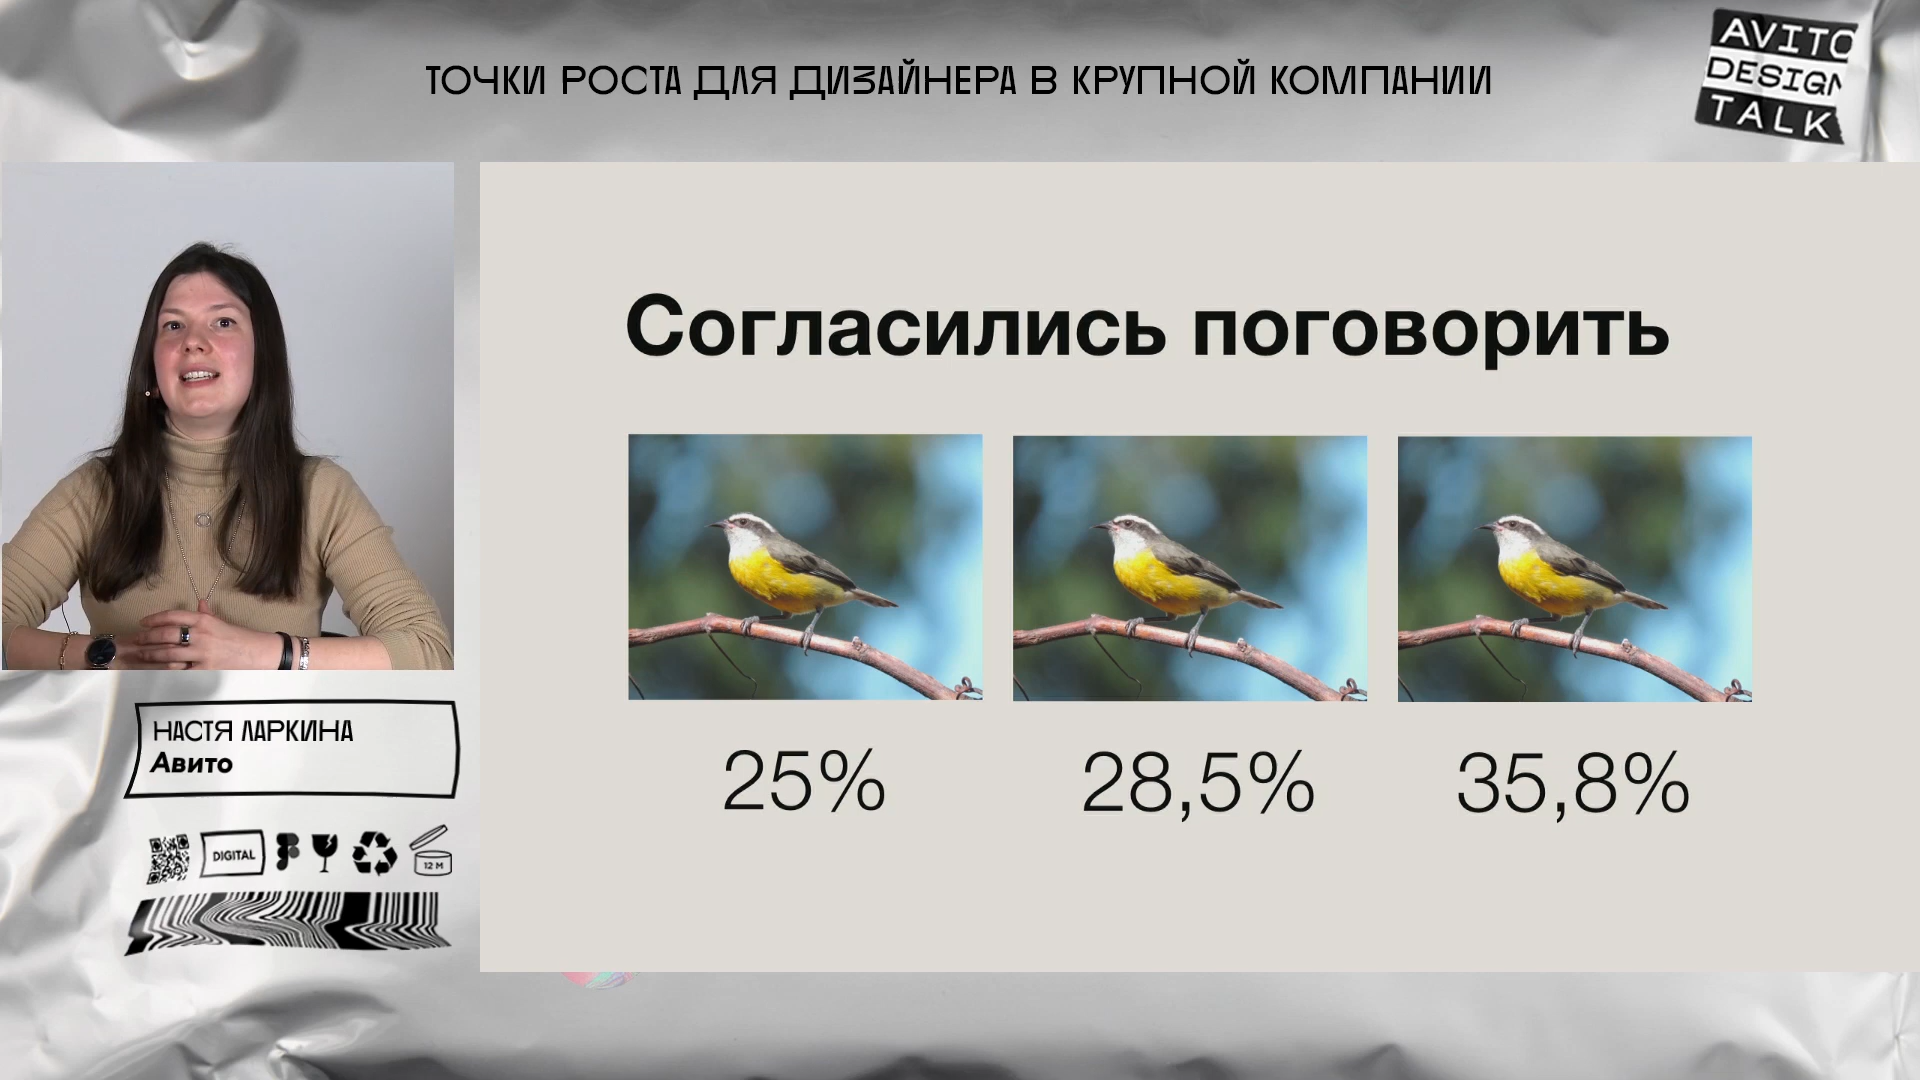 ТОЧКИ РОСТА ДЛЯ ДИЗАЙНЕРА В КРУПНОЙ КОМПАНИИ
AVITO
DESIGN
TALK
Согласились поговорить
25%
28,5%
35,8%
НАСТЯ ЛАРКИНА
Авито
DIGITAL
12 M